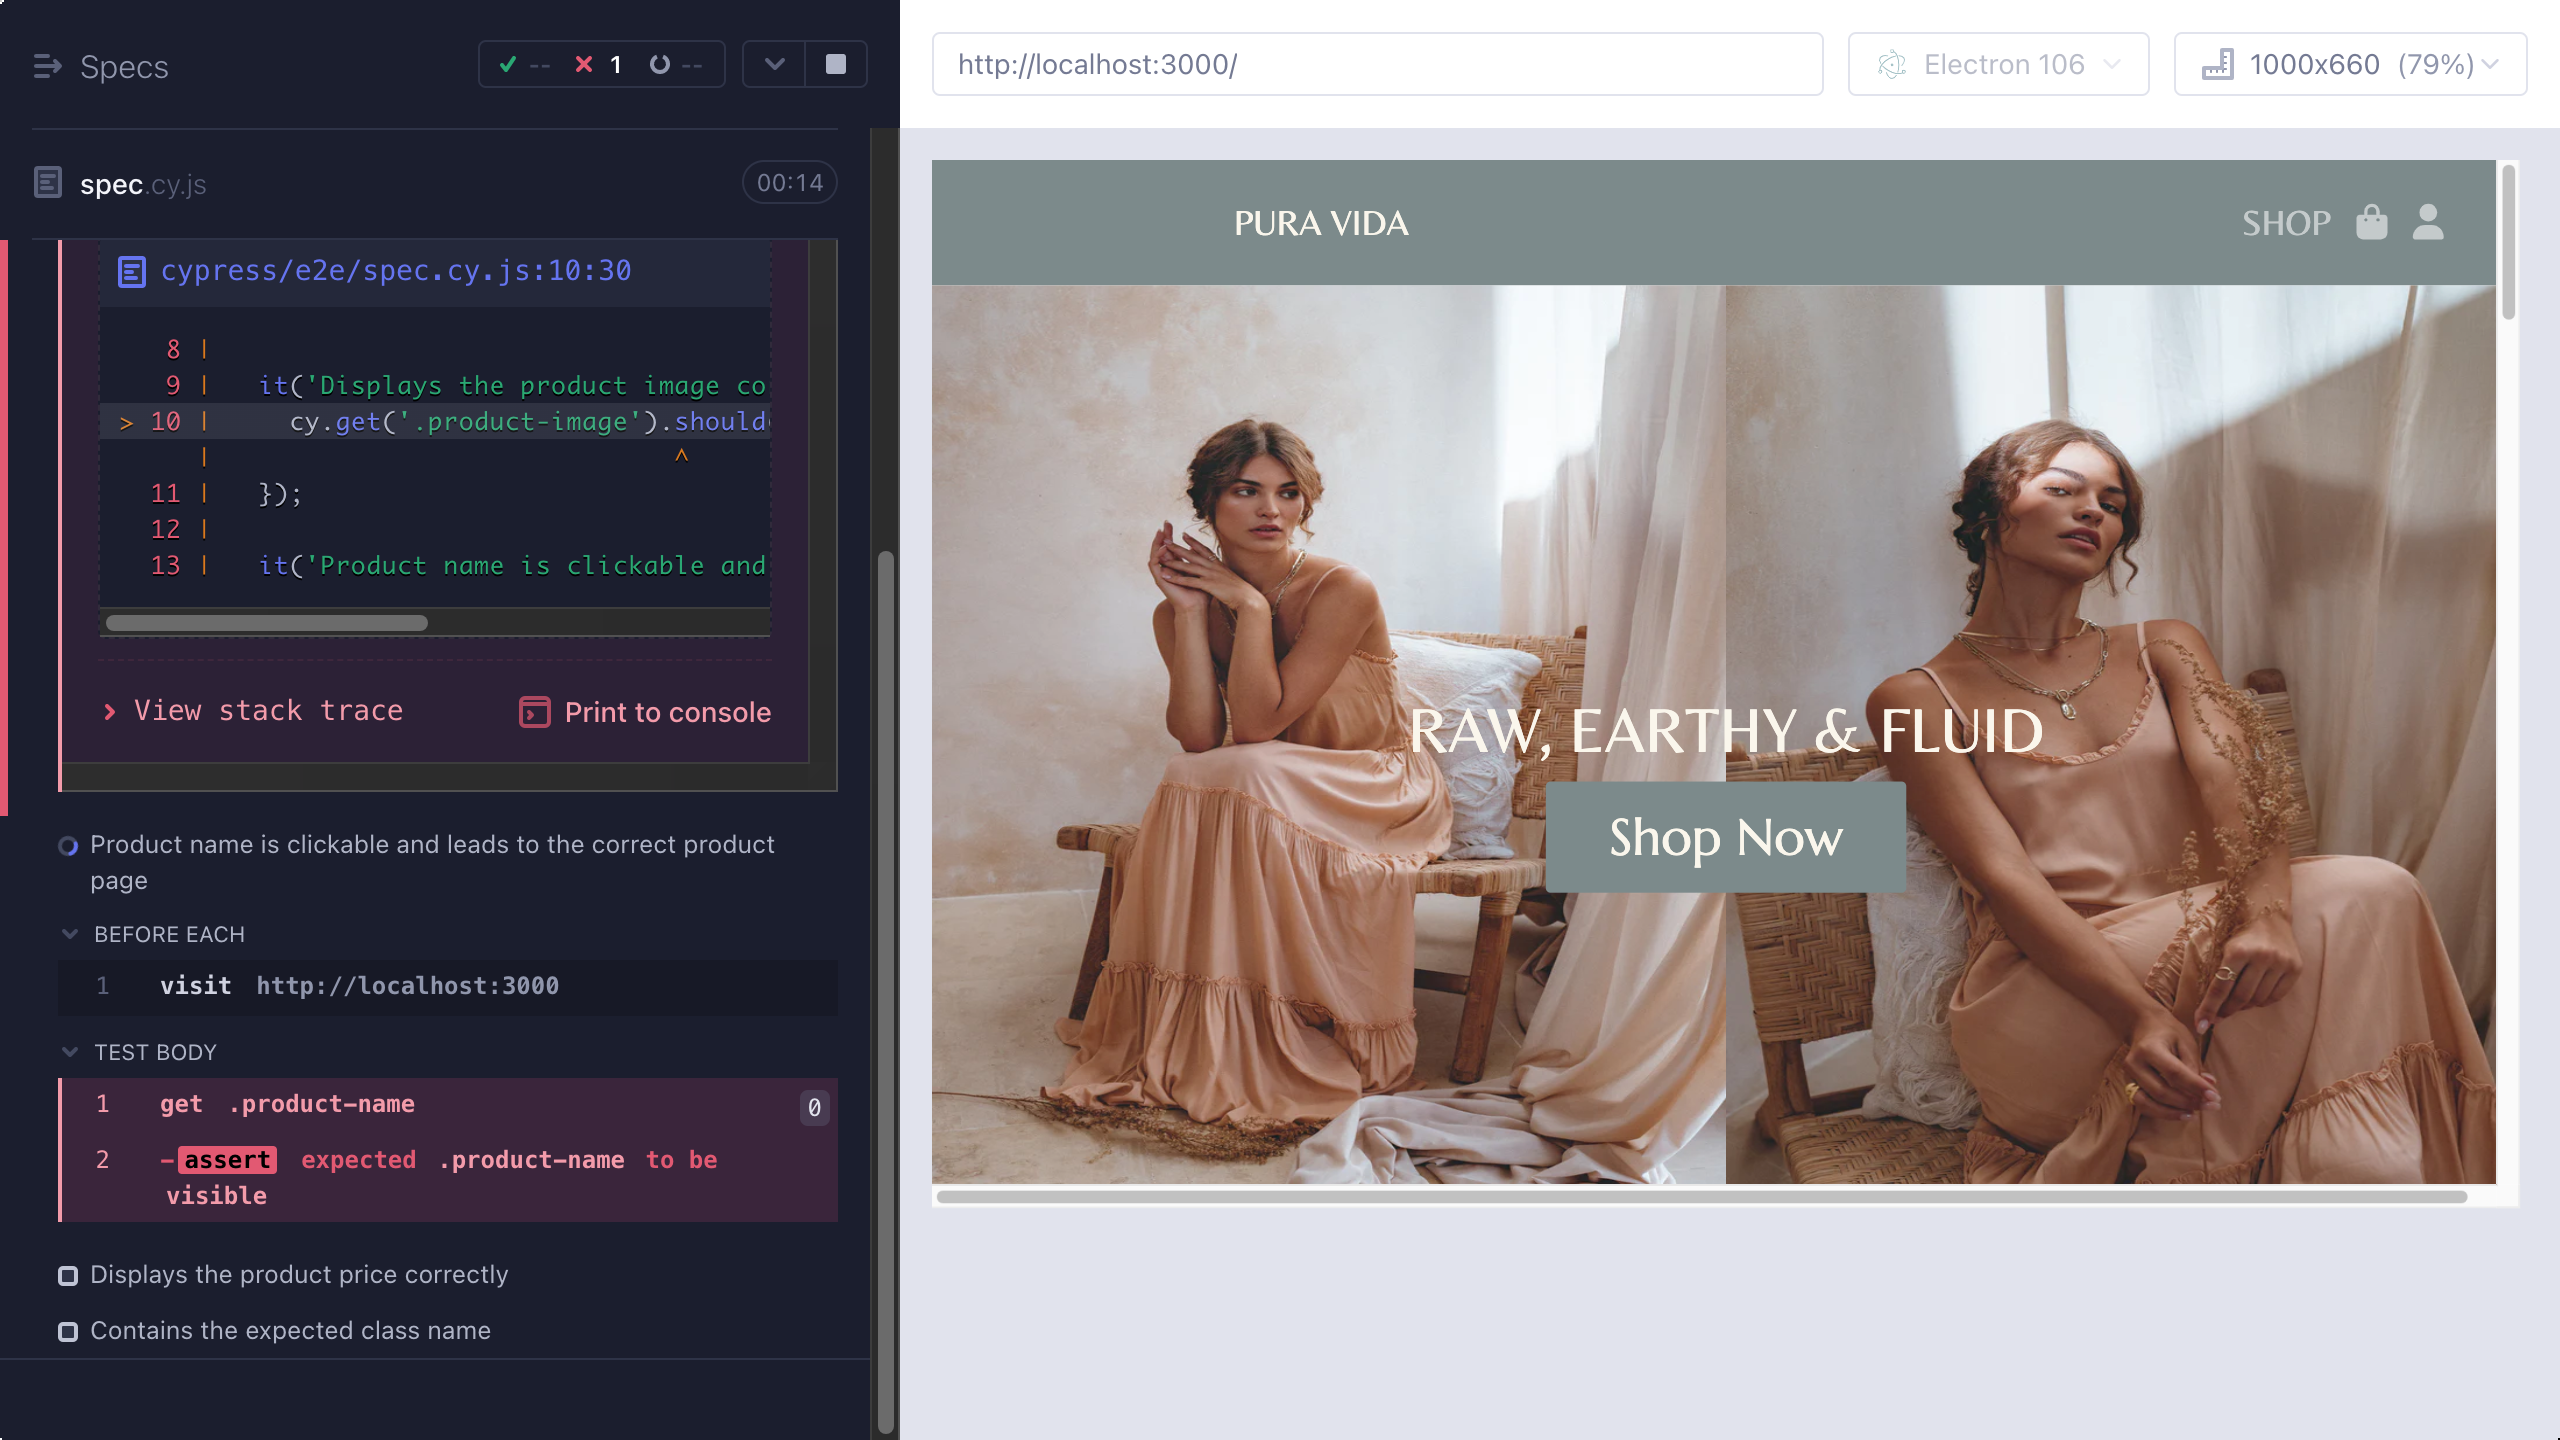 Specs
-- 1 --
spec.cy.js
00:14
cypress/e2e/spec.cy.js:10:30
8 |
9 | it('Displays the product image co
> 10 | cy.get('.product-image').should(
| ^
11 | });
12 |
13 | it('Product name is clickable and
View stack trace
Print to console
Product name is clickable and leads to the correct product
page
BEFORE EACH
1 visit http://localhost:3000
TEST BODY
1 get .product-name 0
2 -assert expected .product-name to be
visible
Displays the product price correctly
Contains the expected class name
http://localhost:3000/
Electron 106
1000x660 (79%)
PURA VIDA
SHOP
RAW, EARTHY & FLUID
Shop Now